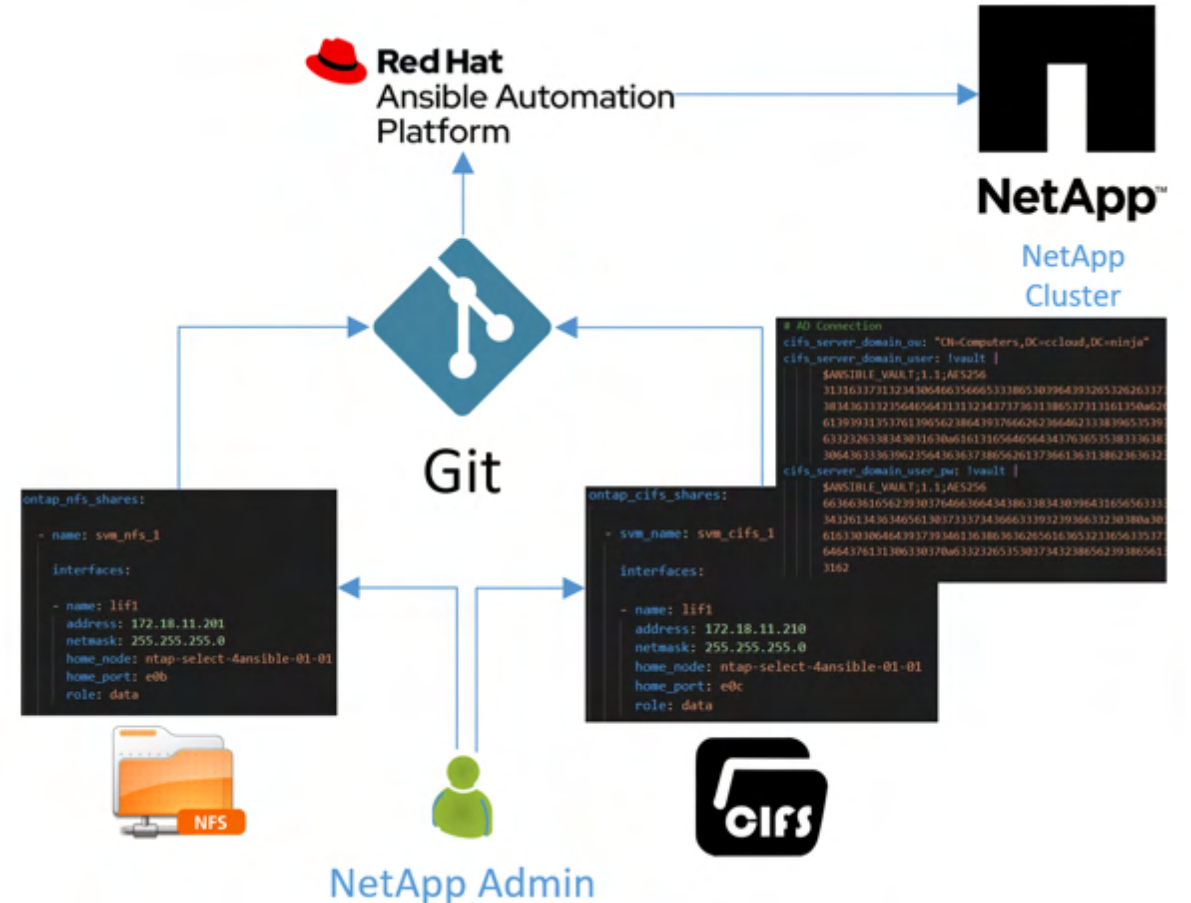 Red Hat
Ansible Automation
Platform
NetApp™
NetApp
Cluster
Git
# AD Connection
cifs_server_domain_ou: "CN=Computers,DC=ccloud,DC=ninja"
cifs_server_domain_user: !vault |
$ANSIBLE_VAULT;1.1;AES256
cifs_server_domain_user_pw: !vault |
$ANSIBLE_VAULT;1.1;AES256
3162
ontap_nfs_shares:
- name: svm_nfs_1
interfaces:
- name: lif1
address: 172.18.11.201
netmask: 255.255.255.0
home_node: ntap-select-4ansible-01-01
home_port: e0b
role: data
ontap_cifs_shares:
- svm_name: svm_cifs_1
interfaces:
- name: lif1
address: 172.18.11.210
netmask: 255.255.255.0
home_node: ntap-select-4ansible-01-01
home_port: e0c
role: data
NFS
CIFS
NetApp Admin